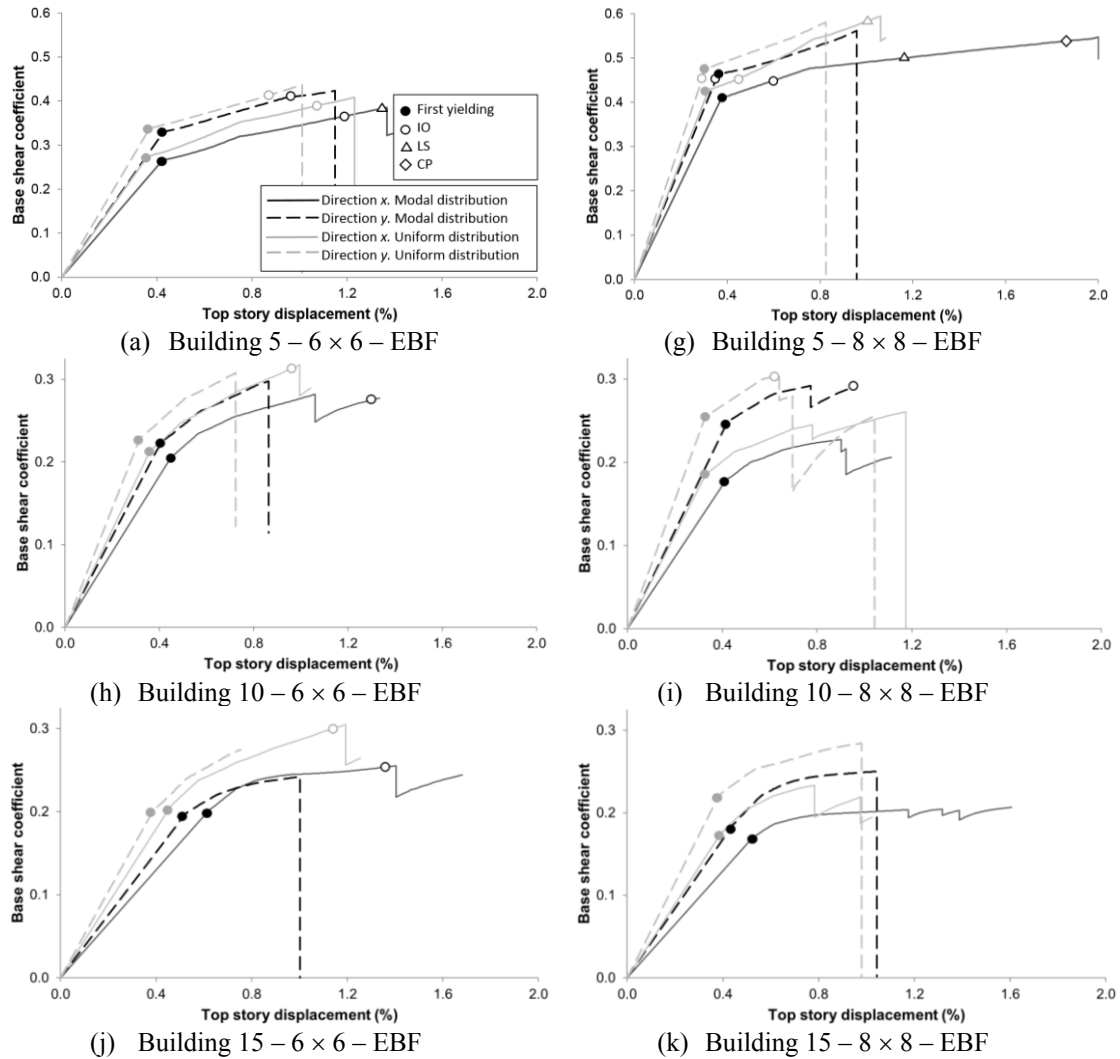 0.6
0.5
0.4
0.3
0.2
0.1
0.0
Base shear coefficient
First yielding
IO
LS
CP
Direction x. Modal distribution
Direction y. Modal distribution
Direction x. Uniform distribution
Direction y. Uniform distribution
0.0 0.4 0.8 1.2 1.6 2.0
Top story displacement (%)
(a) Building 5 – 6 × 6 – EBF
0.6
0.5
0.4
0.3
0.2
0.1
0.0
Base shear coefficient
0.0 0.4 0.8 1.2 1.6 2.0
Top story displacement (%)
(g) Building 5 – 8 × 8 – EBF
0.3
0.2
0.1
0.0
Base shear coefficient
0.0 0.4 0.8 1.2 1.6 2.0
Top story displacement (%)
(h) Building 10 – 6 × 6 – EBF
0.3
0.2
0.1
0.0
Base shear coefficient
0.0 0.4 0.8 1.2 1.6 2.0
Top story displacement (%)
(i) Building 10 – 8 × 8 – EBF
0.3
0.2
0.1
0.0
Base shear coefficient
0.0 0.4 0.8 1.2 1.6 2.0
Top story displacement (%)
(j) Building 15 – 6 × 6 – EBF
0.3
0.2
0.1
0.0
Base shear coefficient
0.0 0.4 0.8 1.2 1.6 2.0
Top story displacement (%)
(k) Building 15 – 8 × 8 – EBF